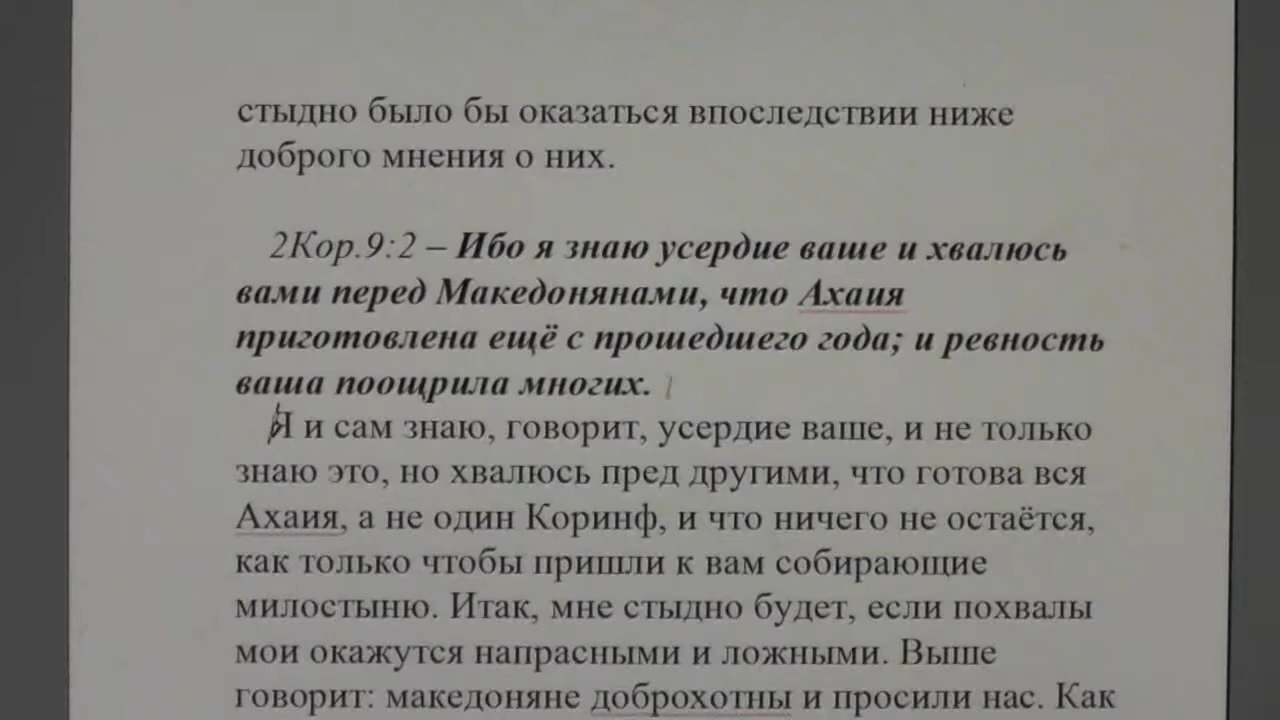 стыдно было бы оказаться впоследствии ниже
доброго мнения о них.
2Кор.9:2 – Ибо я знаю усердие ваше и хвалюсь
вами перед Македонянами, что Ахаия
приготовлена ещё с прошедшего года; и ревность
ваша поощрила многих.
Я и сам знаю, говорит, усердие ваше, и не только
знаю это, но хвалюсь пред другими, что готова вся
Ахаия, а не один Коринф, и что ничего не остаётся,
как только чтобы пришли к вам собирающие
милостыню. Итак, мне стыдно будет, если похвалы
мои окажутся напрасными и ложными. Выше
говорит: македоняне доброхотны и просили нас. Как